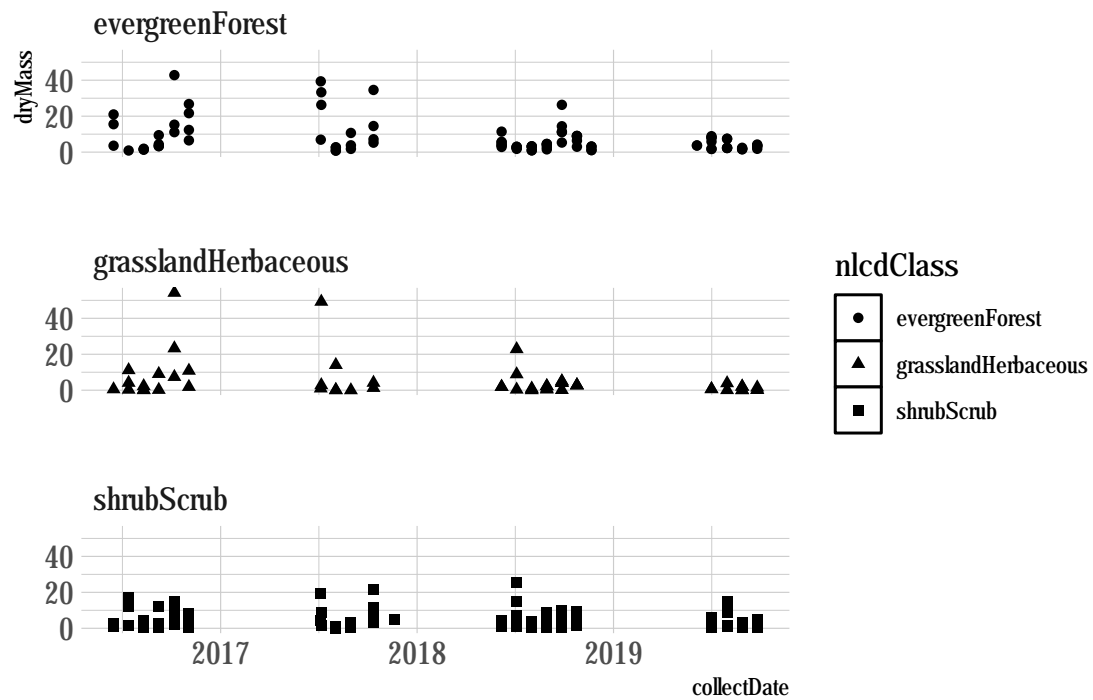 evergreenForest
dryMass
40
20
0
grasslandHerbaceous
40
20
0
nlcdClass
evergreenForest
grasslandHerbaceous
shrubScrub
shrubScrub
40
20
0
2017 2018 2019
collectDate